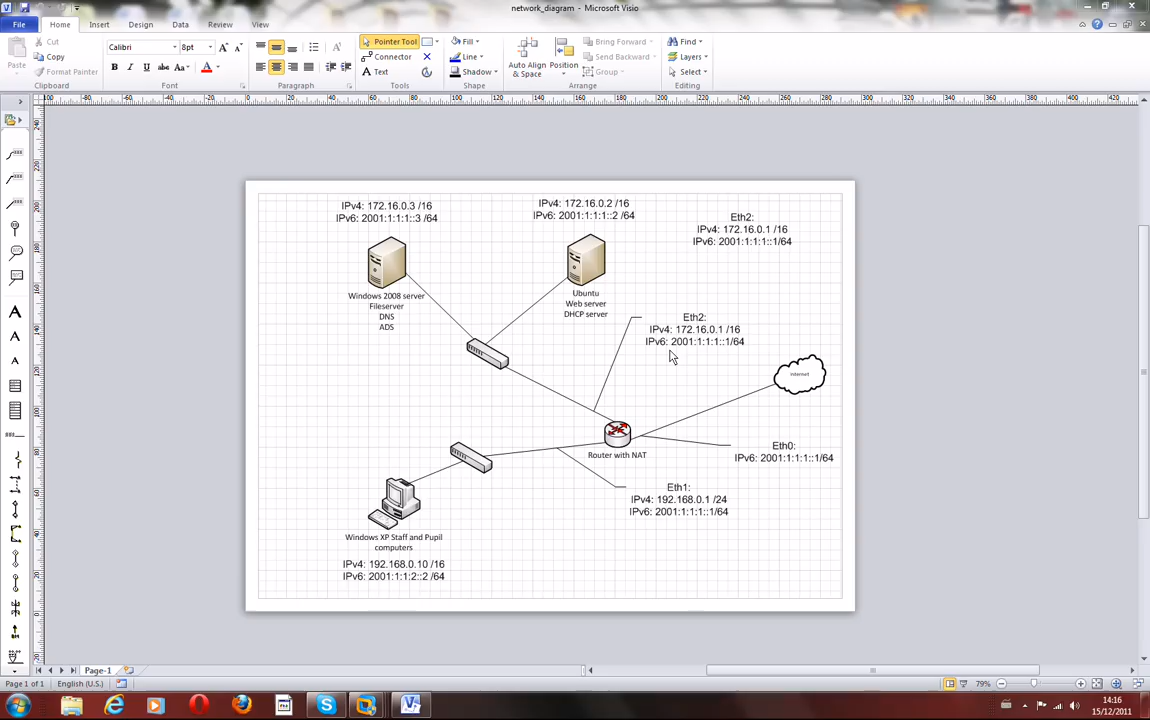 network_diagram - Microsoft Visio
File Home Insert Design Data Review View
Cut
Copy
Format Painter
Paste
Clipboard
Calibri 8pt
Font
Paragraph
Pointer Tool
Connector
Text
Tools
Fill
Line
Shadow
Shape
Auto Align & Space
Position
Bring Forward
Send Backward
Group
Arrange
Find
Layers
Select
Editing
IPv4: 172.16.0.3 /16
IPv6: 2001:1:1:1::3 /64
IPv4: 172.16.0.2 /16
IPv6: 2001:1:1:1::2 /64
Eth2:
IPv4: 172.16.0.1 /16
IPv6: 2001:1:1:1::1/64
Windows 2008 server
Fileserver
DNS
ADS
Ubuntu
Web server
DHCP server
Eth2:
IPv4: 172.16.0.1 /16
IPv6: 2001:1:1:1::1/64
Internet
Router with NAT
Eth0:
IPv6: 2001:1:1:1::1/64
Eth1:
IPv4: 192.168.0.1 /24
IPv6: 2001:1:1:1::1/64
Windows XP Staff and Pupil
computers
IPv4: 192.168.0.10 /16
IPv6: 2001:1:1:2::2 /64
Page-1
Page 1 of 1 English (U.S.)
79%
14:16
15/12/2011